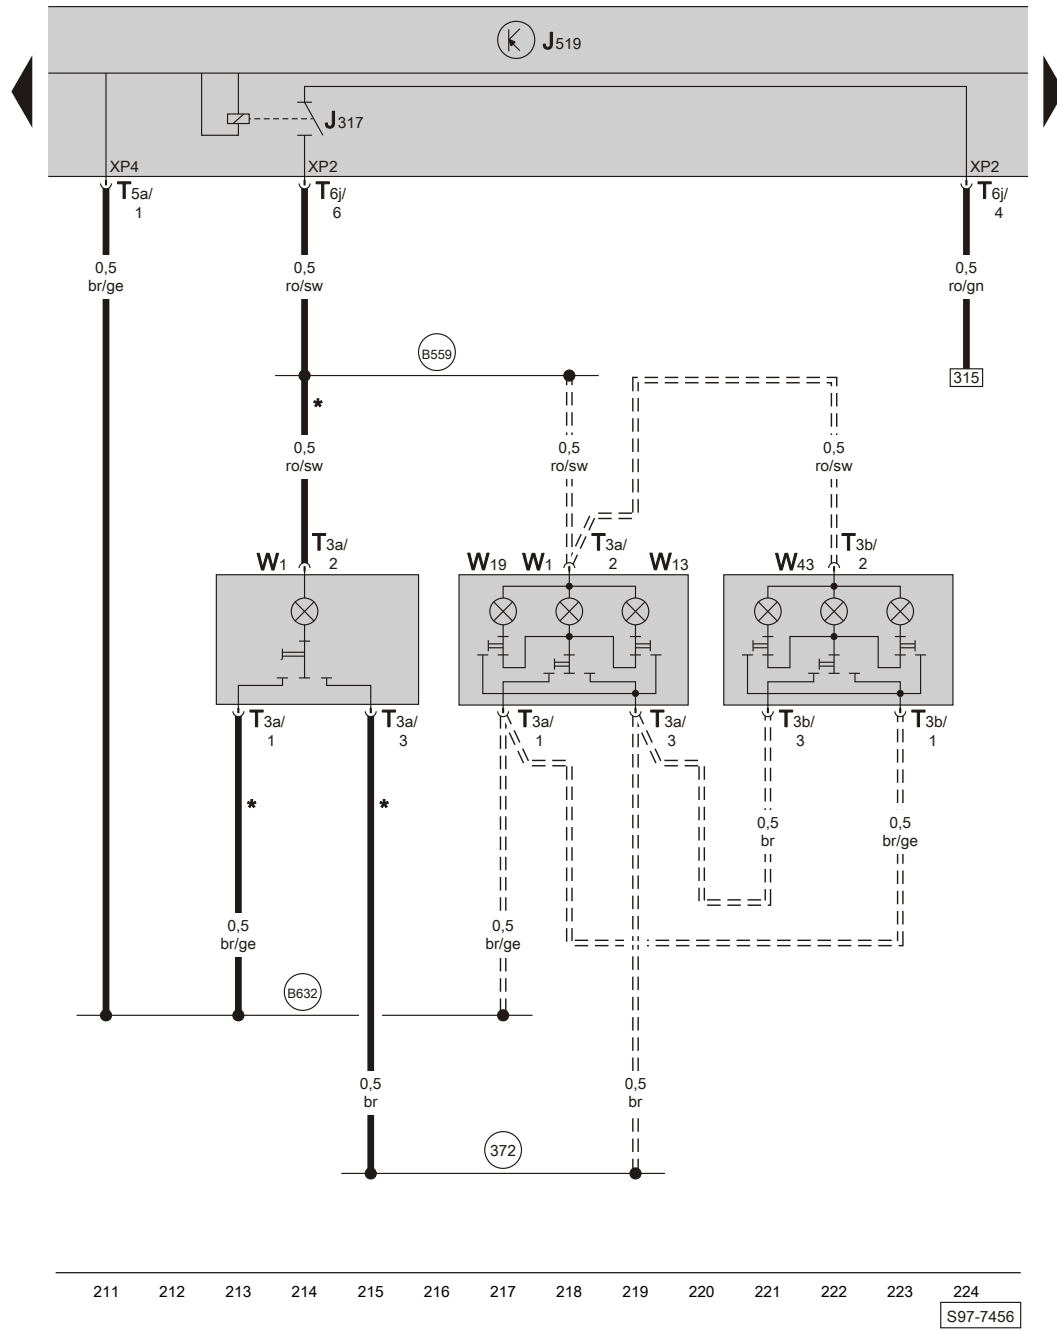 J519
J317
XP4
XP2
XP2
T5a/
1
T6j/
6
T6j/
4
0,5
br/ge
0,5
ro/sw
0,5
ro/gn
B559
315
*
0,5
ro/sw
0,5
ro/sw
0,5
ro/sw
W1
T3a/
2
W19
W1
T3a/
2
W13
W43
T3b/
2
T3a/
1
T3a/
3
T3a/
1
T3a/
3
T3b/
3
T3b/
1
*
*
0,5
br
0,5
br/ge
0,5
br/ge
0,5
br/ge
B632
0,5
br
0,5
br
372
211 212 213 214 215 216 217 218 219 220 221 222 223 224
S97-7456